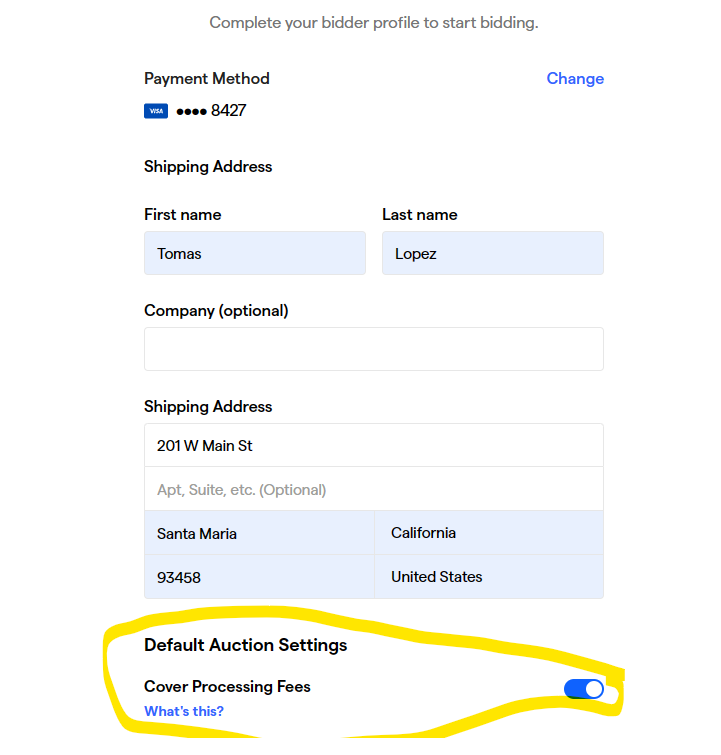 Complete your bidder profile to start bidding.
Payment Method Change
VISA •••• 8427
Shipping Address
First name Last name
Tomas Lopez
Company (optional)
Shipping Address
201 W Main St
Apt, Suite, etc. (Optional)
Santa Maria California
93458 United States
Default Auction Settings
Cover Processing Fees
What's this?